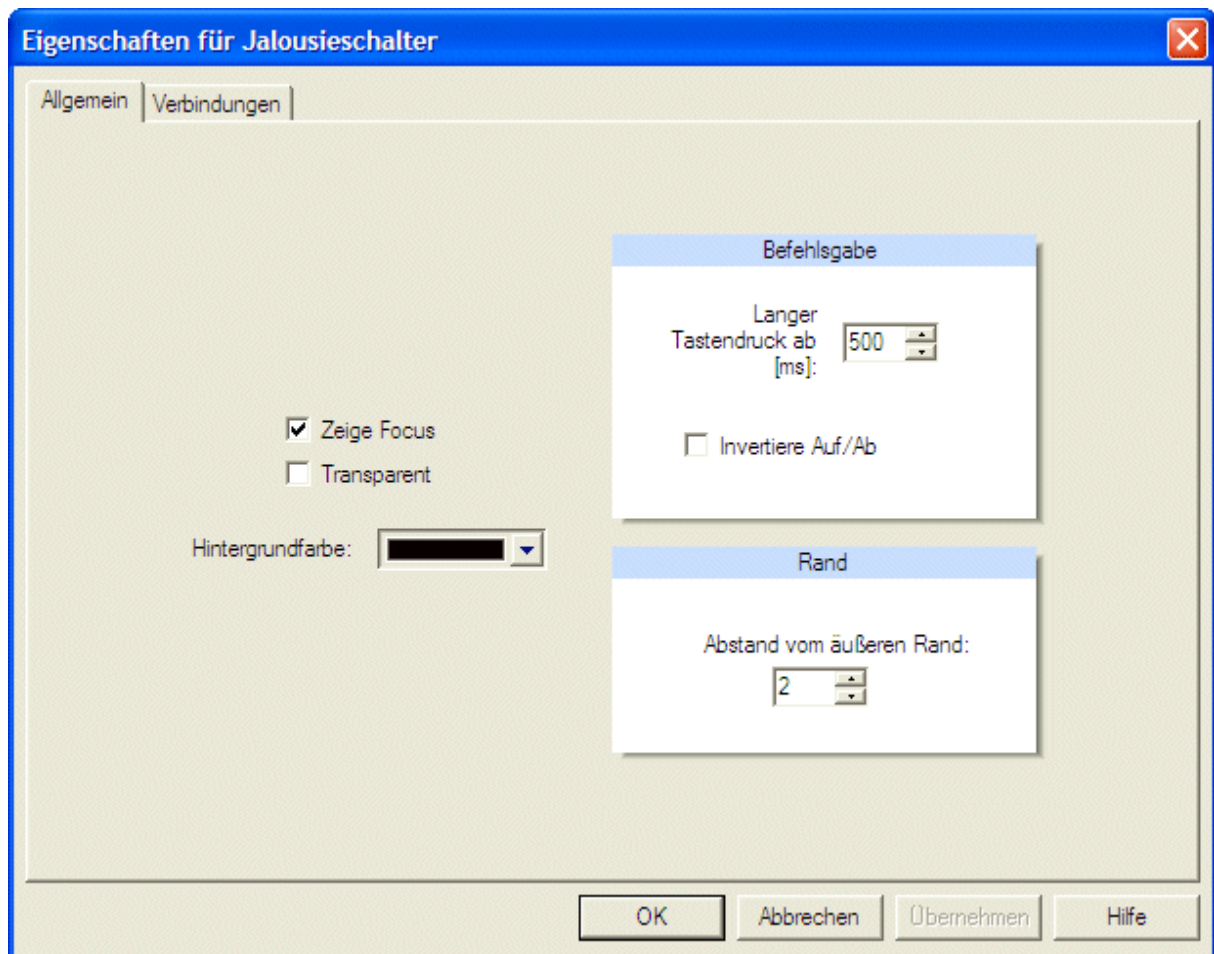 Eigenschaften für Jalousieschalter
Allgemein
Verbindungen
Zeige Focus
Transparent
Hintergrundfarbe:
Befehlsgabe
Langer
Tastendruck ab
[ms]:
500
Invertiere Auf/Ab
Rand
Abstand vom äußeren Rand:
2
OK
Abbrechen
Übernehmen
Hilfe